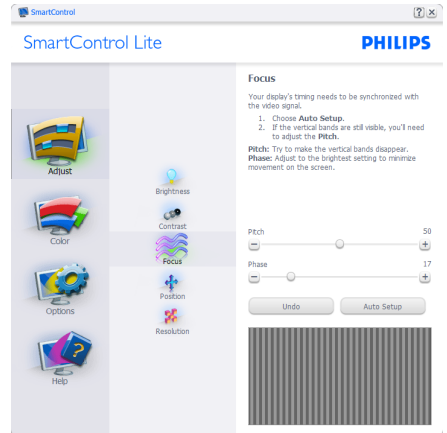 SmartControl
SmartControl Lite
PHILIPS
Adjust
Color
Options
Help
Brightness
Contrast
Focus
Position
Resolution
Focus
Your display's timing needs to be synchronized with
the video signal.
1. Choose Auto Setup.
2. If the vertical bands are still visible, you'll need
to adjust the Pitch.
Pitch: Try to make the vertical bands disappear.
Phase: Adjust to the brightest setting to minimize
movement on the screen.
Pitch 50
Phase 17
Undo Auto Setup